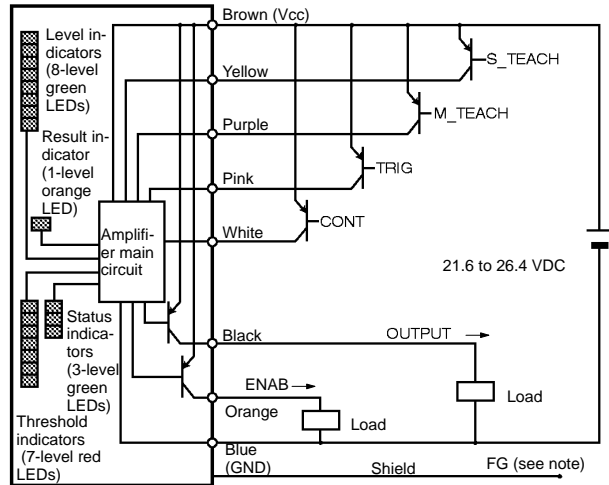 Level in-
dicators
(8-level
green
LEDs)
Result in-
dicator
(1-level
orange
LED)
Amplifi-
er main
circuit
Status
indica-
tors
(3-level
green
LEDs)
Threshold
indicators
(7-level red
LEDs)
Brown (Vcc)
Yellow
Purple
Pink
White
Black
Orange
Blue
(GND)
S_TEACH
M_TEACH
TRIG
CONT
21.6 to 26.4 VDC
OUTPUT
ENAB
Load
Load
Shield
FG (see note)